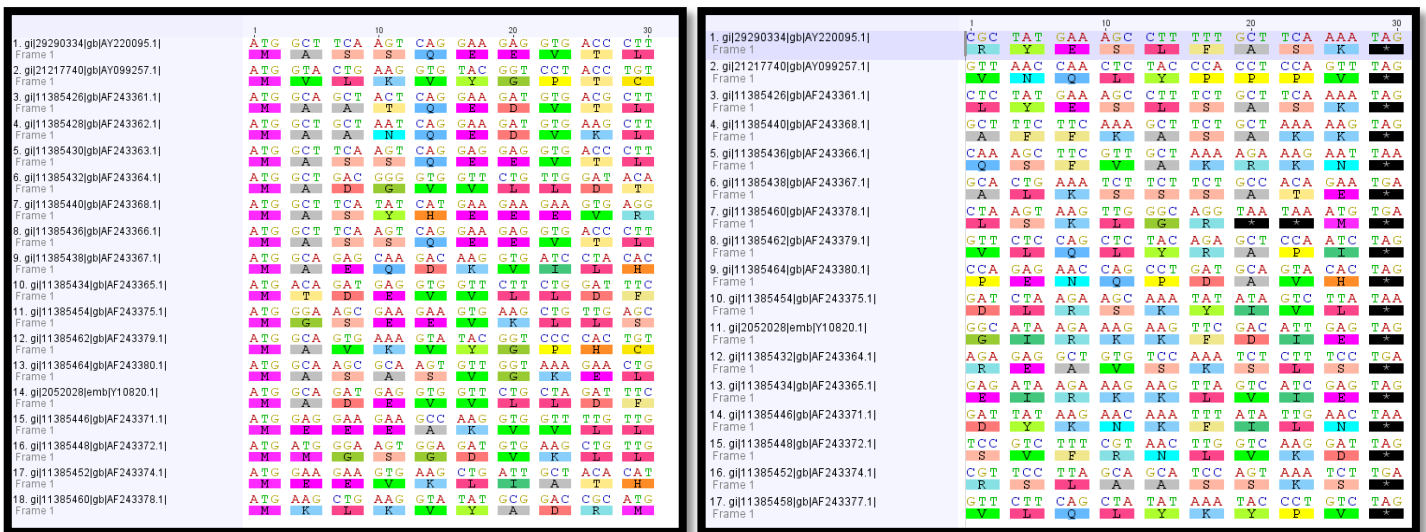 1 10 20 30
1. gi|29290334|gb|AY220095.1| ATG GCT TCA AGT CAG GAA GAG GTG ACC CTT
Frame 1 M A S S Q E E V T L
2. gi|21217740|gb|AY099257.1| ATG GTA CTG AAG GTG TAC GGT CCT ACC TGT
Frame 1 M V L K V Y G P T C
3. gi|11385426|gb|AF243361.1| ATG GCA GCT ACT CAG GAA GAT GTG ACG CTT
Frame 1 M A A T Q E D V T L
4. gi|11385428|gb|AF243362.1| ATG GCT GCT AAT CAG GAA GAT GTG AAG CTT
Frame 1 M A A N Q E D V K L
5. gi|11385430|gb|AF243363.1| ATG GCT TCA AGT CAG GAG GAG GTG ACC CTT
Frame 1 M A S S Q E E V T L
6. gi|11385432|gb|AF243364.1| ATG GCT GAC GGG GTG GTT CTG TTG GAT ACA
Frame 1 M A D G V V L L D T
7. gi|11385440|gb|AF243368.1| ATG GCT TCA TAT CAT GAA GAA GAA GTG AGG
Frame 1 M A S Y H E E E V R
8. gi|11385436|gb|AF243366.1| ATG GCT TCA AGT CAG GAA GAG GTG ACC CTT
Frame 1 M A S S Q E E V T L
9. gi|11385438|gb|AF243367.1| ATG GCA GAG CAA GAC AAG GTG ATC CTA CAC
Frame 1 M A E Q D K V I L H
10. gi|11385434|gb|AF243365.1| ATG ACA GAT GAG GTG GTT CTT CTG GAT TTC
Frame 1 M T D E V V L L D F
11. gi|11385454|gb|AF243375.1| ATG GGA AGC GAA GAA GTG AAG CTG TTG AGC
Frame 1 M G S E E V K L L S
12. gi|11385462|gb|AF243379.1| ATG GCA GTG AAA GTA TAC GGT CCC CAC TGT
Frame 1 M A V K V Y G P H C
13. gi|11385464|gb|AF243380.1| ATG GCA AGC GCA AGT GTT GGT AAA GAA CTG
Frame 1 M A S A S V G K E L
14. gi|2052028|emb|Y10820.1| ATG GCA GAT GAG GTG GTT CTG CTA GAT TTC
Frame 1 M A D E V V L L D F
15. gi|11385446|gb|AF243371.1| ATG GAG GAA GAA GCC AAG GTG GTT TTG TTG
Frame 1 M E E E A K V V L L
16. gi|11385448|gb|AF243372.1| ATG ATG GGA AGT GGA GAT GTG AAG CTG TTG
Frame 1 M M G S G D V K L L
17. gi|11385452|gb|AF243374.1| ATG GAA GAA GTG AAG CTG ATT GCT ACA CAT
Frame 1 M E E V K L I A T H
18. gi|11385460|gb|AF243378.1| ATG AAG CTG AAG GTA TAT GCG GAC CGC ATG
Frame 1 M K L K V Y A D R M
1 10 20 30
1. gi|29290334|gb|AY220095.1| CGC TAT GAA AGC CTT TTT GCT TCA AAA TAG
Frame 1 R Y E S L F A S K *
2. gi|21217740|gb|AY099257.1| GTT AAC CAA CTC TAC CCA CCT CCA GTT TAG
Frame 1 V N Q L Y P P P V *
3. gi|11385426|gb|AF243361.1| CTC TAT GAA AGC CTT TCT GCT TCA AAA TAG
Frame 1 L Y E S L S A S K *
4. gi|11385440|gb|AF243368.1| GCT TTC TTC AAA GCT TCT GCT AAA AAG TAG
Frame 1 A F F K A S A K K *
5. gi|11385436|gb|AF243366.1| CAA AGC TTC GTT GCT AAA AGA AAG AAT TAA
Frame 1 Q S F V A K R K N *
6. gi|11385438|gb|AF243367.1| GCA CTG AAA TCT TCT TCT GCC ACA GAA TGA
Frame 1 A L K S S S A T E *
7. gi|11385460|gb|AF243378.1| CTA AGT AAG TTG GGC AGG TAA TAA ATG TGA
Frame 1 L S K L G R * * M *
8. gi|11385462|gb|AF243379.1| GTT CTC CAG CTC TAC AGA GCT CCA ATC TAG
Frame 1 V L Q L Y R A P I *
9. gi|11385464|gb|AF243380.1| CCA GAG AAC CAG CCT GAT GCA GTA CAC TAG
Frame 1 P E N Q P D A V H *
10. gi|11385454|gb|AF243375.1| GAT CTA AGA AGC AAA TAT ATA GTC TTA TAA
Frame 1 D L R S K Y I V L *
11. gi|2052028|emb|Y10820.1| GGC ATA AGA AAG AAG TTC GAC ATT GAG TAG
Frame 1 G I R K K F D I E *
12. gi|11385432|gb|AF243364.1| AGA GAG GCT GTG TCC AAA TCT CTT TCC TGA
Frame 1 R E A V S K S L S *
13. gi|11385434|gb|AF243365.1| GAG ATA AGA AAG AAG TTA GTC ATC GAG TAG
Frame 1 E I R K K L V I E *
14. gi|11385446|gb|AF243371.1| GAT TAT AAG AAC AAA TTT ATA TTG AAC TAA
Frame 1 D Y K N K F I L N *
15. gi|11385448|gb|AF243372.1| TCC GTC TTT CGT AAC TTG GTC AAG GAT TAG
Frame 1 S V F R N L V K D *
16. gi|11385452|gb|AF243374.1| CGT TCC TTA GCA GCA TCC AGT AAA TCT TGA
Frame 1 R S L A A S S K S *
17. gi|11385458|gb|AF243377.1| GTT CTT CAG CTA TAT AAA TAC CCT GTC TAG
Frame 1 V L Q L Y K Y P V *